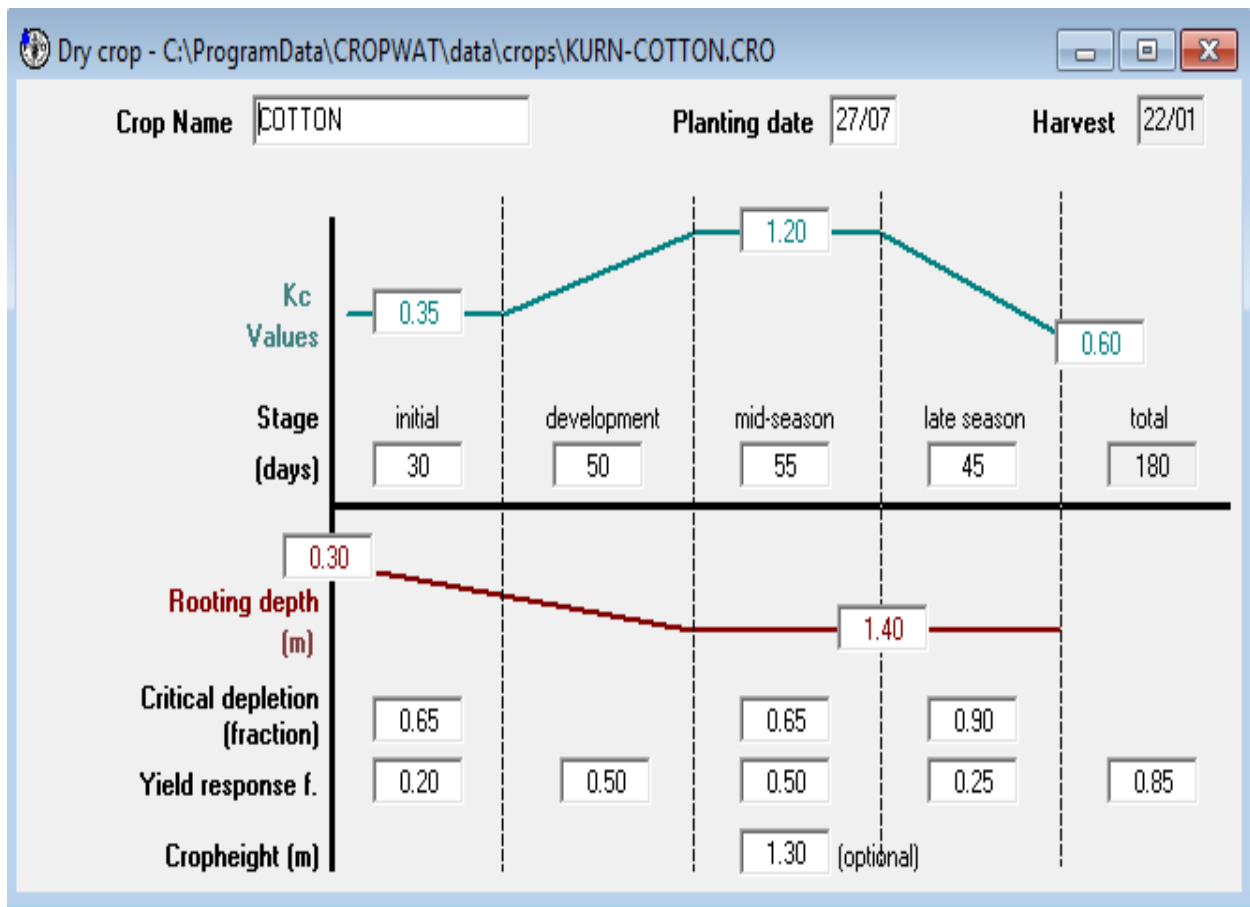 Dry crop - C:\ProgramData\CROPWAT\data\crops\KURN-COTTON.CRO
Crop Name COTTON Planting date 27/07 Harvest 22/01
1.20
Kc 0.35
Values 0.60
Stage initial development mid-season late season total
(days) 30 50 55 45 180
0.30
Rooting depth 1.40
(m)
Critical depletion
(fraction) 0.65 0.65 0.90
Yield response f. 0.20 0.50 0.50 0.25 0.85
Cropheight (m) 1.30 (optional)